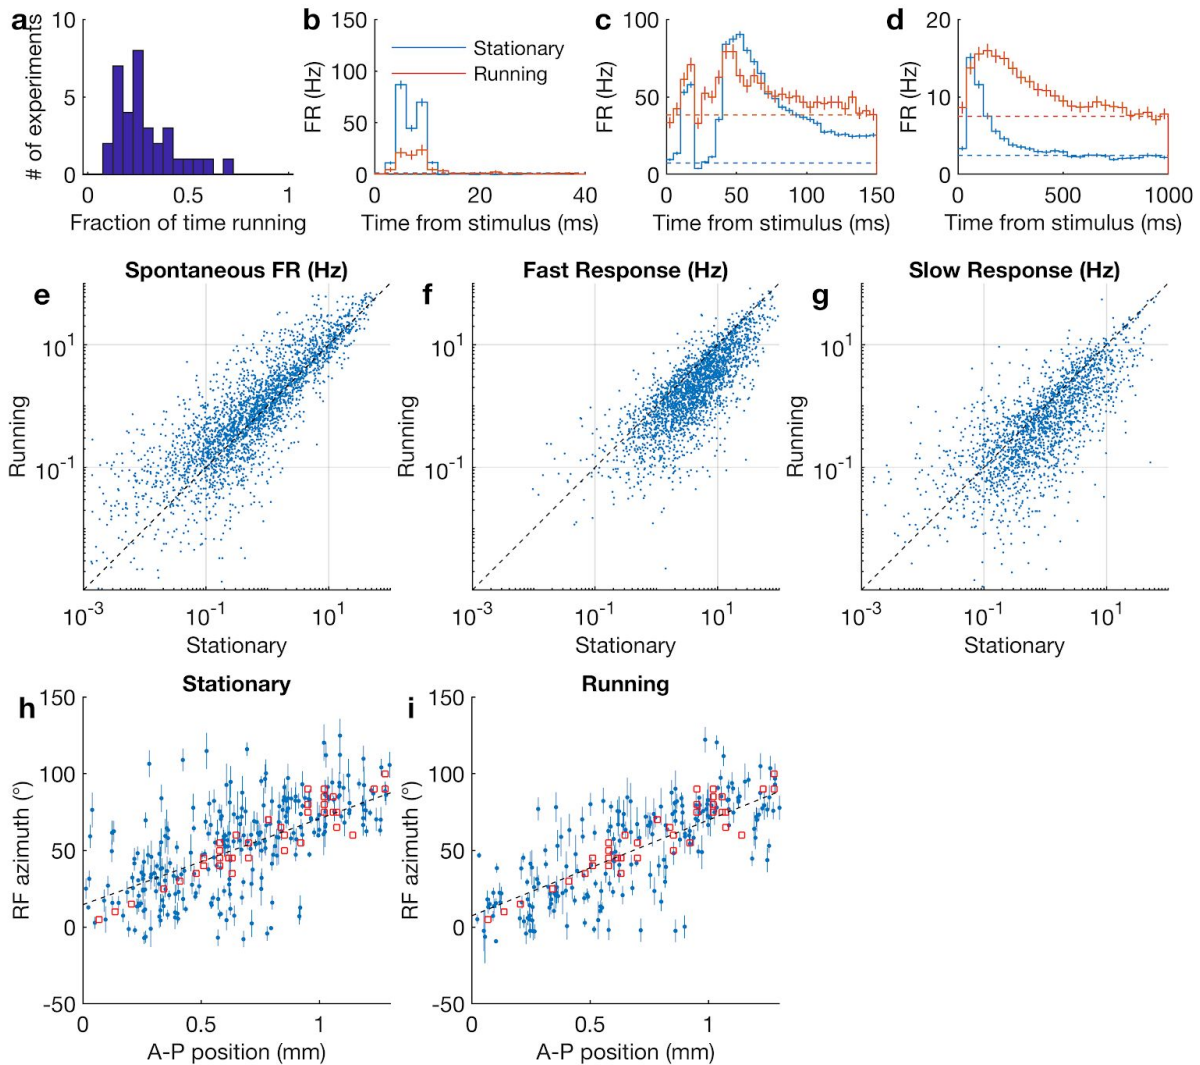 a
# of experiments
10
5
0
0
0.5
1
Fraction of time running
b
FR (Hz)
150
100
50
0
Stationary
Running
0
20
40
Time from stimulus (ms)
c
FR (Hz)
100
50
0
0
50
100
150
Time from stimulus (ms)
d
FR (Hz)
20
10
0
0
500
1000
Time from stimulus (ms)
e
Spontaneous FR (Hz)
Running
10^1
10^-1
10^-3
10^-1
10^1
Stationary
f
Fast Response (Hz)
Running
10^1
10^-1
10^-3
10^-1
10^1
Stationary
g
Slow Response (Hz)
Running
10^1
10^-1
10^-3
10^-1
10^1
Stationary
h
Stationary
RF azimuth (°)
150
100
50
0
-50
0
0.5
1
A-P position (mm)
i
Running
RF azimuth (°)
150
100
50
0
-50
0
0.5
1
A-P position (mm)